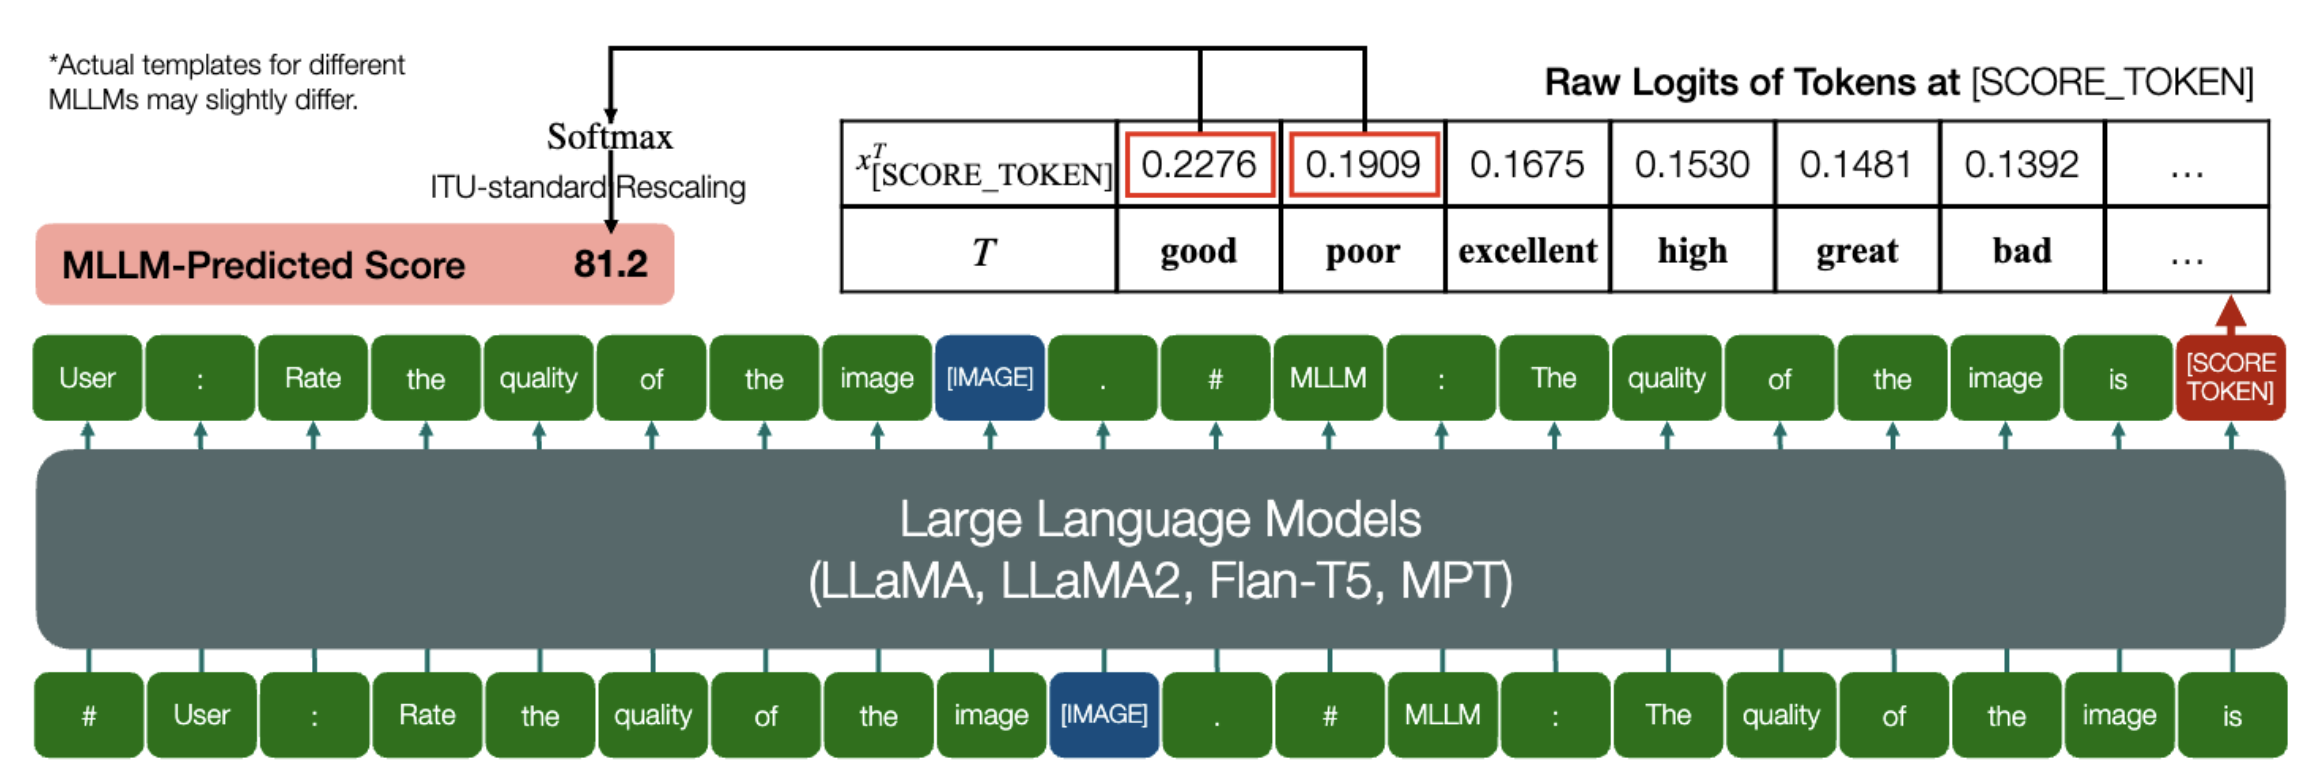 *Actual templates for different
MLLMs may slightly differ.
Softmax
ITU-standard Rescaling
MLLM-Predicted Score 81.2
Raw Logits of Tokens at [SCORE_TOKEN]
x^T_[SCORE_TOKEN] 0.2276 0.1909 0.1675 0.1530 0.1481 0.1392 ...
T good poor excellent high great bad ...
User : Rate the quality of the image [IMAGE] . # MLLM : The quality of the image is [SCORE
TOKEN]
Large Language Models
(LLaMA, LLaMA2, Flan-T5, MPT)
# User : Rate the quality of the image [IMAGE] . # MLLM : The quality of the image is